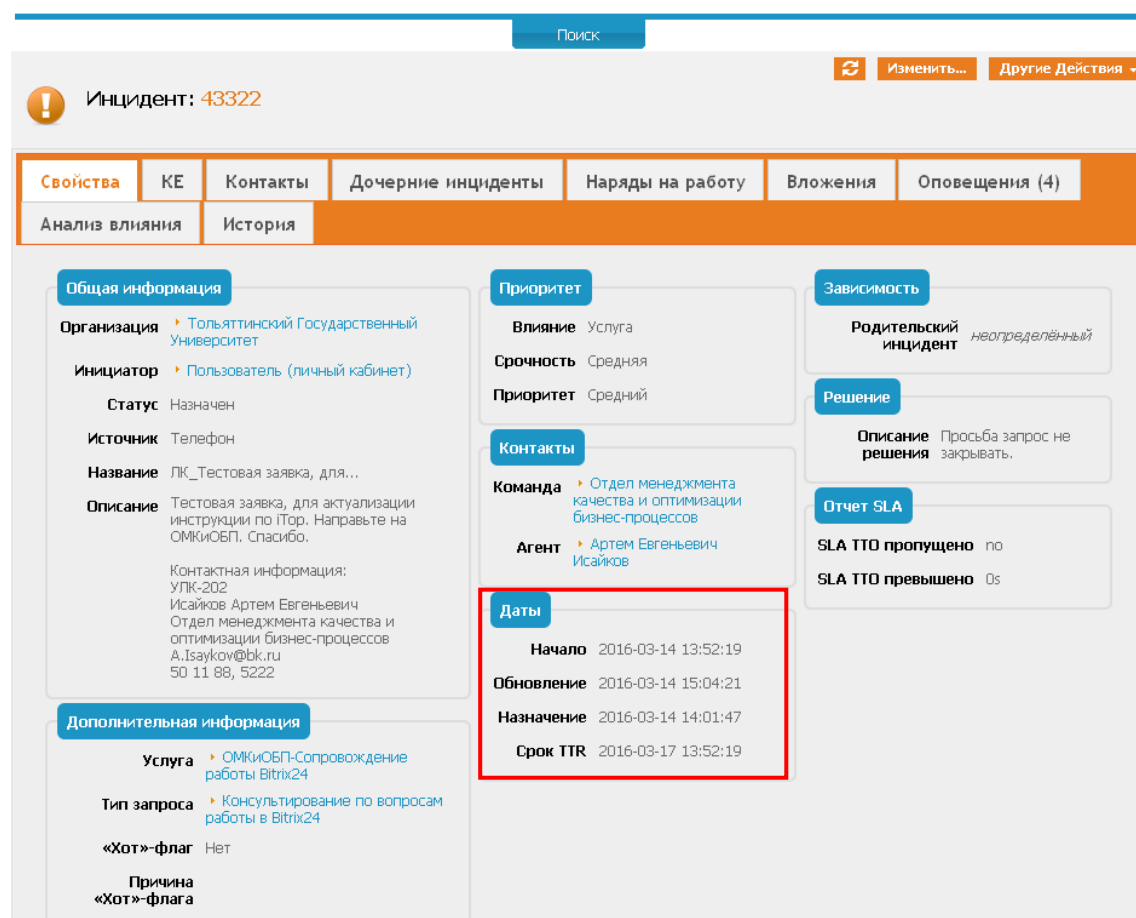 Поиск
Изменить...
Другие Действия
Инцидент: 43322
Свойства
КЕ
Контакты
Дочерние инциденты
Наряды на работу
Вложения
Оповещения (4)
Анализ влияния
История
Общая информация
Организация
Тольяттинский Государственный
Университет
Инициатор
Пользователь (личный кабинет)
Статус Назначен
Источник Телефон
Название ЛК_Тестовая заявка, для...
Описание
Тестовая заявка, для актуализации
инструкции по iTop. Направьте на
ОМКиОБП. Спасибо.
Контактная информация:
УЛК-202
Исайков Артем Евгеньевич
Отдел менеджмента качества и
оптимизации бизнес-процессов
A.Isaykov@bk.ru
50 11 88, 5222
Дополнительная информация
Услуга
ОМКиОБП-Сопровождение
работы Bitrix24
Тип запроса
Консультирование по вопросам
работы в Bitrix24
«Хот»-флаг Нет
Причина
«Хот»-флага
Приоритет
Влияние Услуга
Срочность Средняя
Приоритет Средний
Контакты
Команда
Отдел менеджмента
качества и оптимизации
бизнес-процессов
Агент
Артем Евгеньевич
Исайков
Даты
Начало 2016-03-14 13:52:19
Обновление 2016-03-14 15:04:21
Назначение 2016-03-14 14:01:47
Срок TTR 2016-03-17 13:52:19
Зависимость
Родительский
инцидент
неопределённый
Решение
Описание
решения
Просьба запрос не
закрывать.
Отчет SLA
SLA TTO пропущено no
SLA TTO превышено 0s